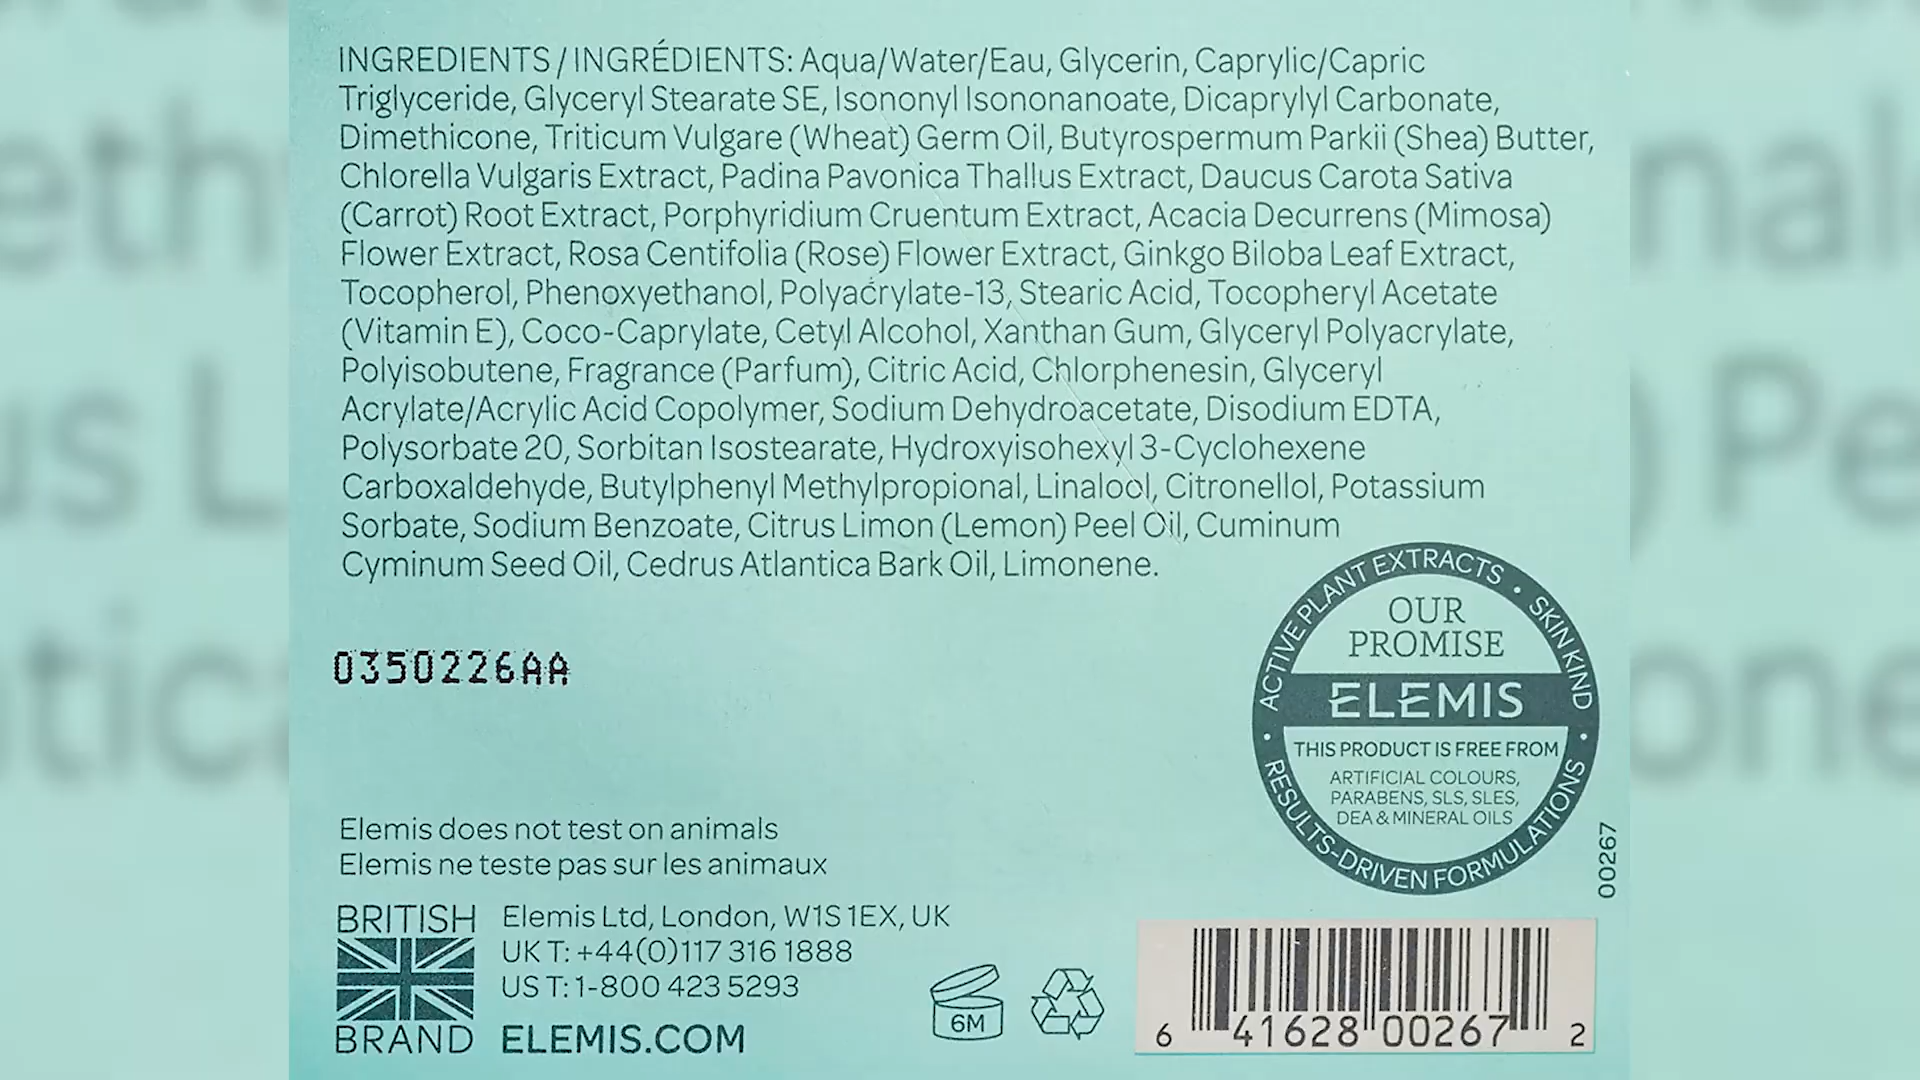 INGREDIENTS / INGRÉDIENTS: Aqua/Water/Eau, Glycerin, Caprylic/Capric
Triglyceride, Glyceryl Stearate SE, Isononyl Isononanoate, Dicaprylyl Carbonate,
Dimethicone, Triticum Vulgare (Wheat) Germ Oil, Butyrospermum Parkii (Shea) Butter,
Chlorella Vulgaris Extract, Padina Pavonica Thallus Extract, Daucus Carota Sativa
(Carrot) Root Extract, Porphyridium Cruentum Extract, Acacia Decurrens (Mimosa)
Flower Extract, Rosa Centifolia (Rose) Flower Extract, Ginkgo Biloba Leaf Extract,
Tocopherol, Phenoxyethanol, Polyacrylate-13, Stearic Acid, Tocopheryl Acetate
(Vitamin E), Coco-Caprylate, Cetyl Alcohol, Xanthan Gum, Glyceryl Polyacrylate,
Polyisobutene, Fragrance (Parfum), Citric Acid, Chlorphenesin, Glyceryl
Acrylate/Acrylic Acid Copolymer, Sodium Dehydroacetate, Disodium EDTA,
Polysorbate 20, Sorbitan Isostearate, Hydroxyisohexyl 3-Cyclohexene
Carboxaldehyde, Butylphenyl Methylpropional, Linalool, Citronellol, Potassium
Sorbate, Sodium Benzoate, Citrus Limon (Lemon) Peel Oil, Cuminum
Cyminum Seed Oil, Cedrus Atlantica Bark Oil, Limonene.
0350226AA
ACTIVE PLANT EXTRACTS • SKIN KIND • RESULTS-DRIVEN FORMULATIONS •
OUR
PROMISE
ELEMIS
THIS PRODUCT IS FREE FROM
ARTIFICIAL COLOURS,
PARABENS, SLS, SLES,
DEA & MINERAL OILS
00267
Elemis does not test on animals
Elemis ne teste pas sur les animaux
BRITISH
BRAND
Elemis Ltd, London, W1S 1EX, UK
UK T: +44(0)117 316 1888
US T: 1-800 423 5293
ELEMIS.COM
6M
6 41628 00267 2